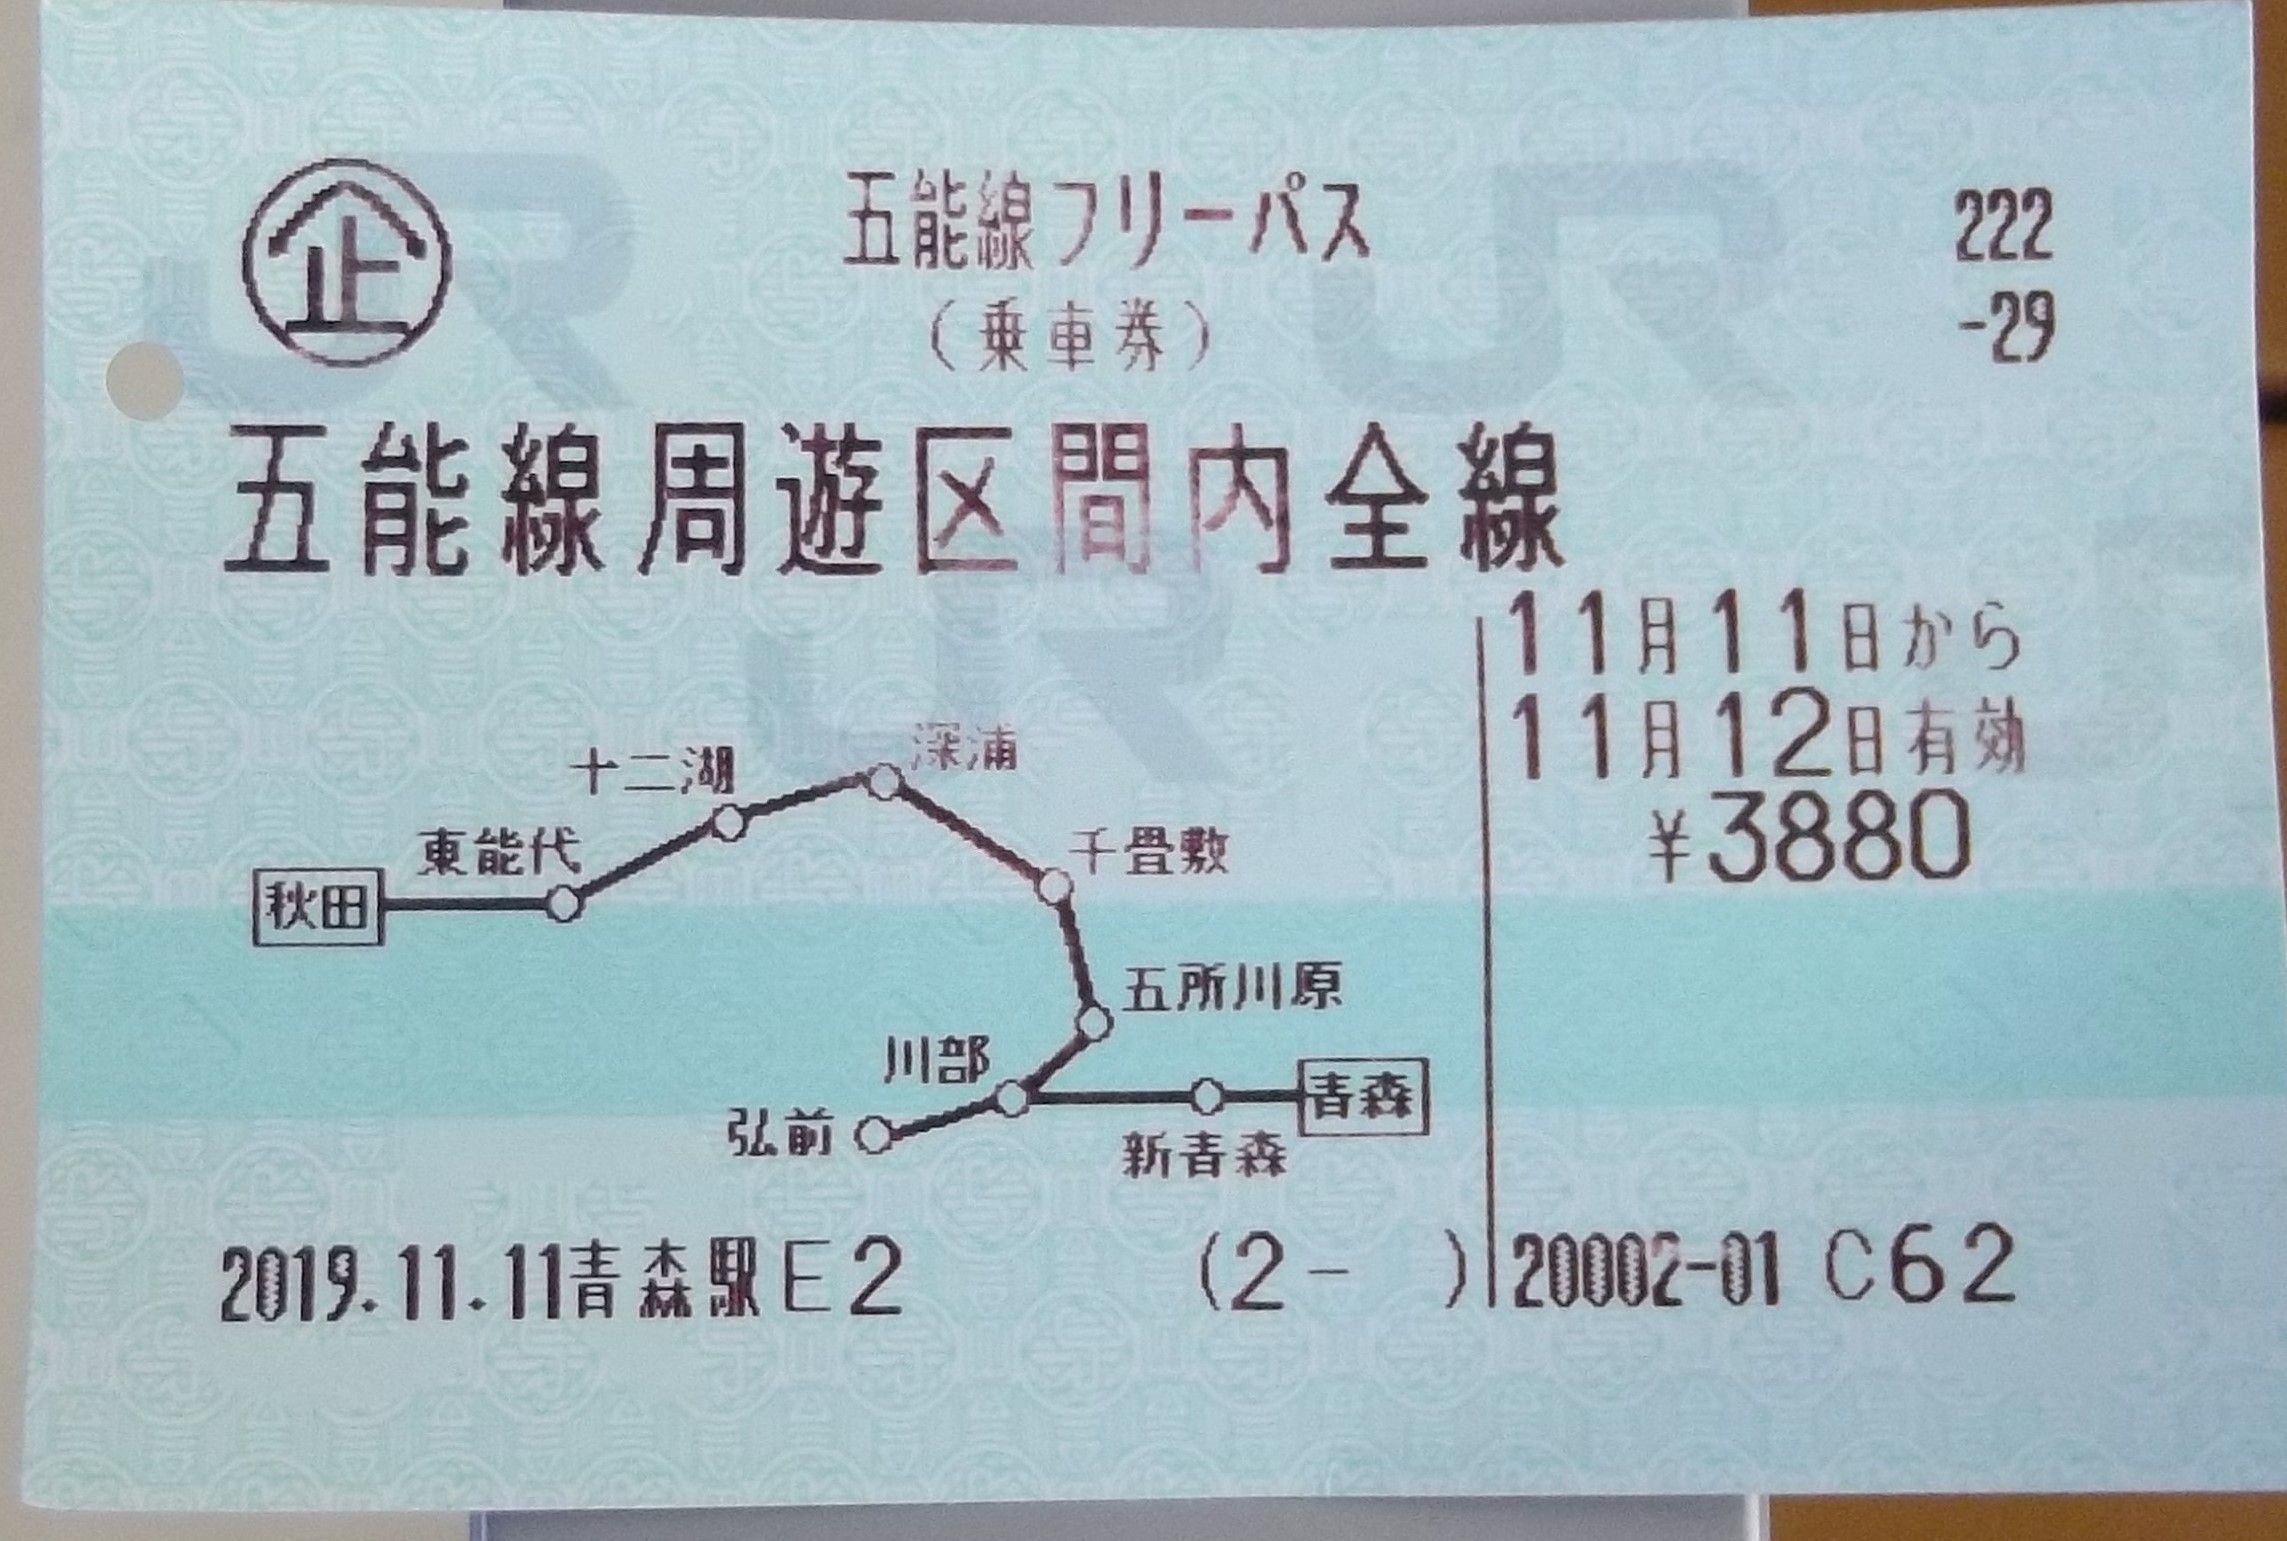 企 五能線フリーパス 222
(乗車券) -29
五能線周遊区間内全線
11月11日から
11月12日有効
¥3880
深浦
十二湖
千畳敷
東能代
秋田
五所川原
川部
青森
弘前
新青森
2019.11.11青森駅E2 (2- ) 20002-01 C62